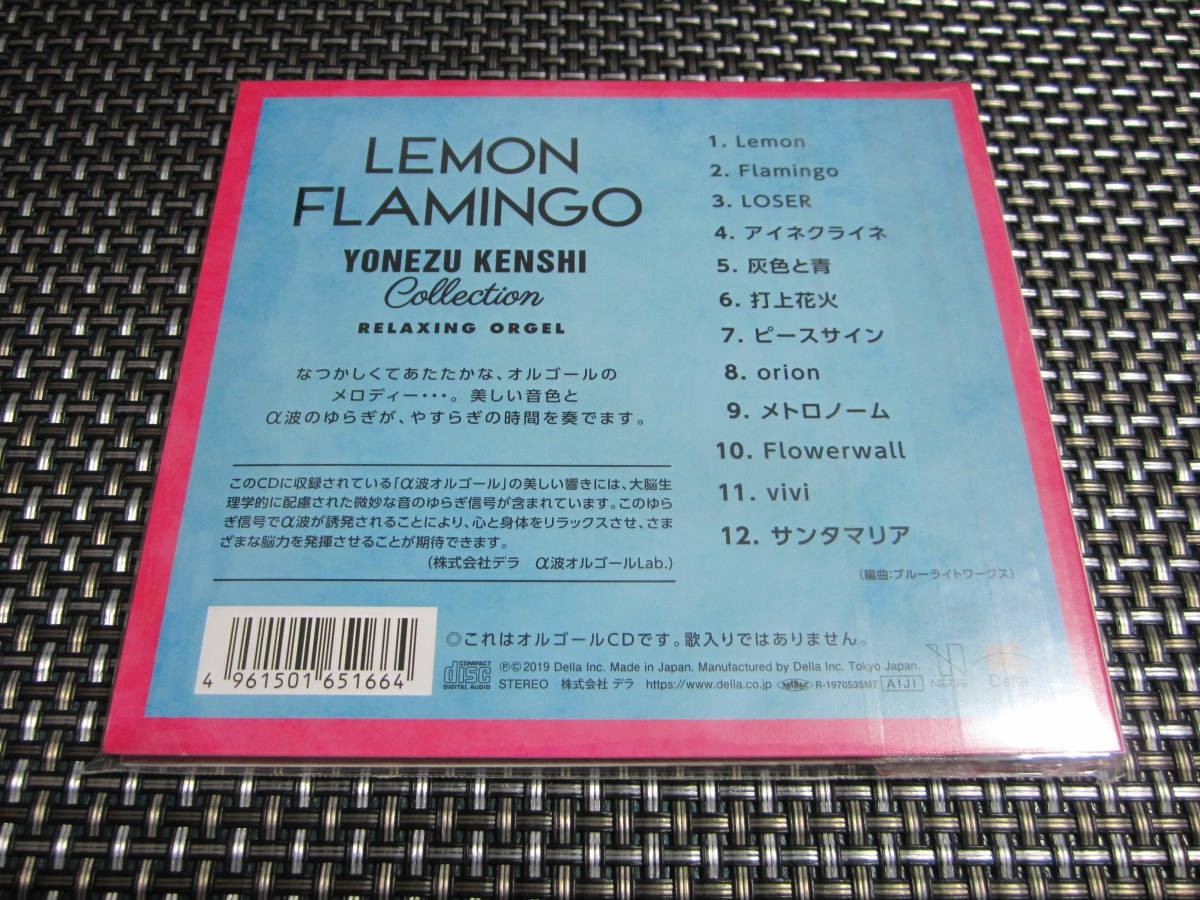 LEMON
FLAMINGO
YONEZU KENSHI
Collection
RELAXING ORGEL
なつかしくてあたたかな、オルゴールの
メロディー・・・。美しい音色と
α波のゆらぎが、やすらぎの時間を奏でます。
このCDに収録されている「α波オルゴール」の美しい響きには、大脳生
理学的に配慮された微妙な音のゆらぎ信号が含まれています。このゆら
ぎ信号でα波が誘発されることにより、心と身体をリラックスさせ、さま
ざまな脳力を発揮させることが期待できます。
(株式会社デラ α波オルゴールLab.)
1. Lemon
2. Flamingo
3. LOSER
4. アイネクライネ
5. 灰色と青
6. 打上花火
7. ピースサイン
8. orion
9. メトロノーム
10. Flowerwall
11. vivi
12. サンタマリア
(編曲:ブルーライトワークス)
4 961501 651664
◎これはオルゴールCDです。歌入りではありません。
COMPACT
disc
DIGITAL AUDIO
℗©2019 Della Inc. Made in Japan. Manufactured by Della Inc. Tokyo Japan.
STEREO 株式会社 デラ https://www.della.co.jp R-1970535MT AIJI
Della